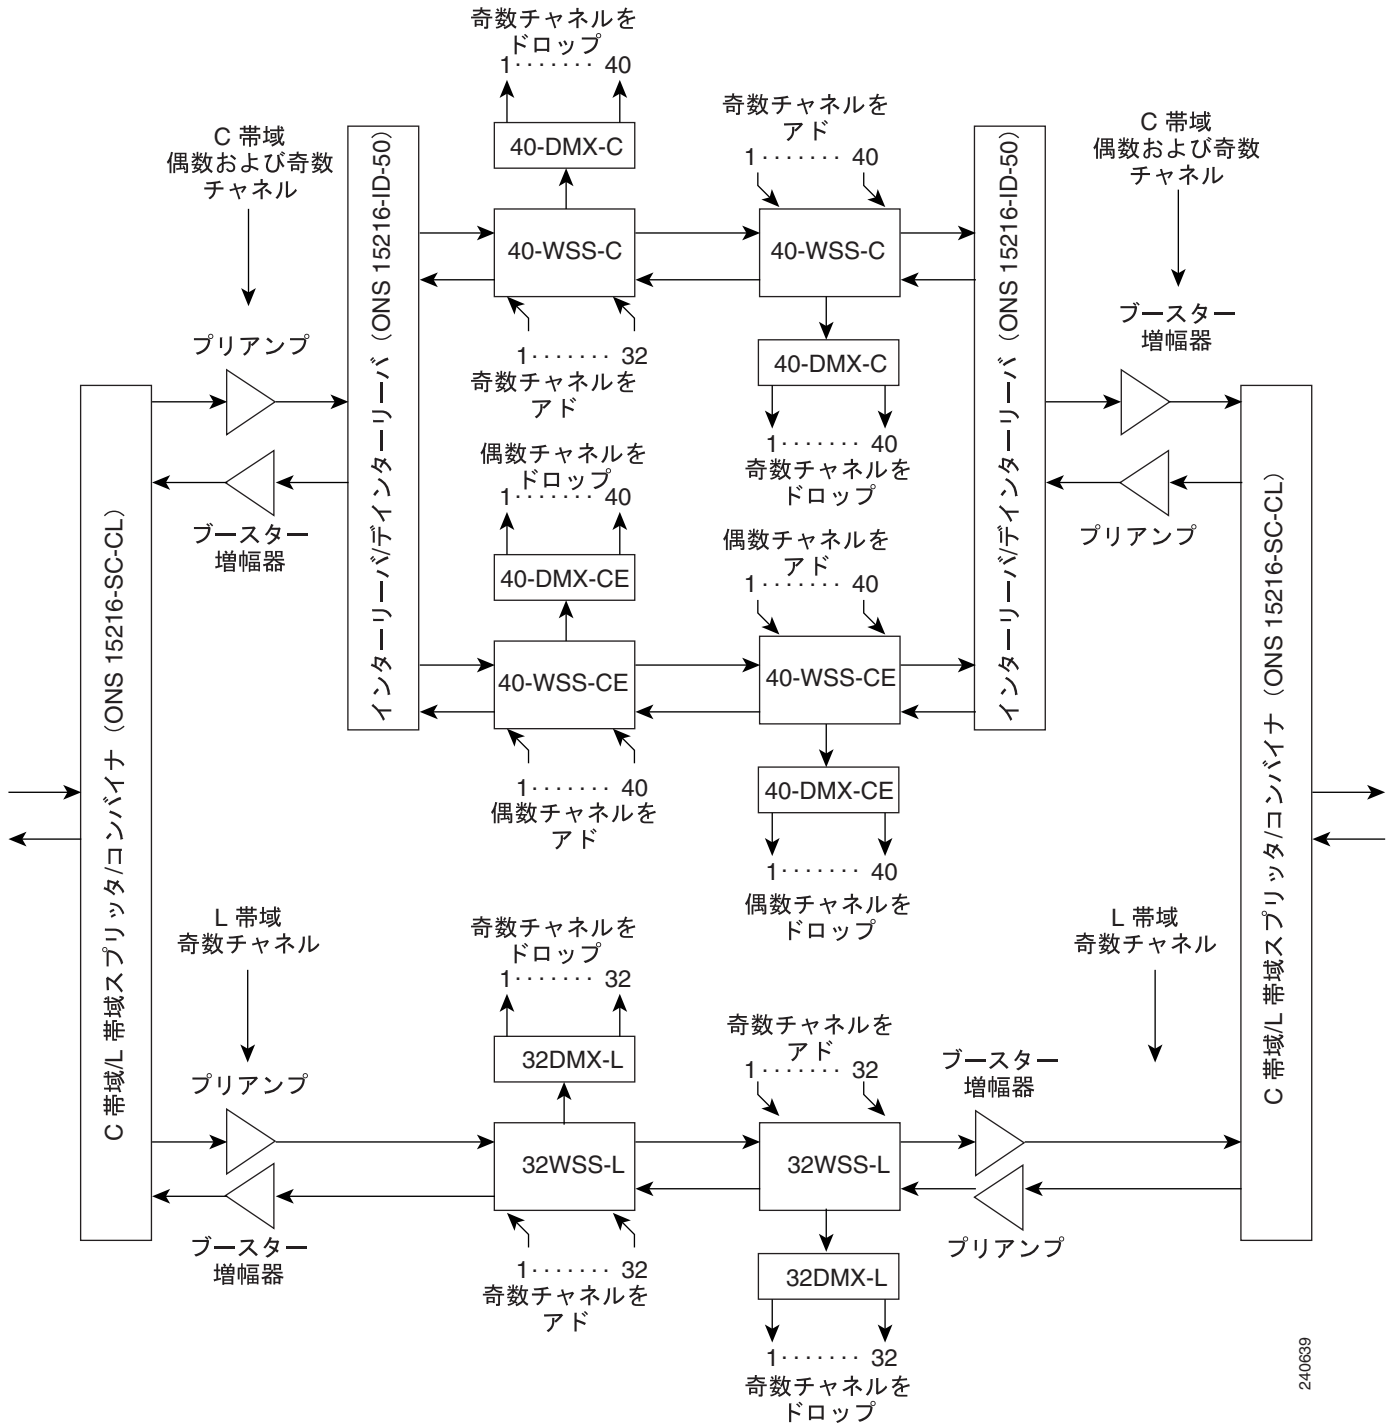 奇数チャネルを
ドロップ
1‥‥‥‥ 40
40-DMX-C
奇数チャネルを
アド
1‥‥‥‥ 40
C 帯域
偶数および奇数
チャネル
C 帯域
偶数および奇数
チャネル
インターリーバ/デインターリーバ（ONS 15216-ID-50）
インターリーバ/デインターリーバ（ONS 15216-ID-50）
40-WSS-C
40-WSS-C
プリアンプ
ブースター
増幅器
1‥‥‥‥ 32
奇数チャネルを
アド
40-DMX-C
1‥‥‥‥ 40
奇数チャネルを
ドロップ
偶数チャネルを
ドロップ
1‥‥‥‥ 40
ブースター
増幅器
プリアンプ
40-DMX-CE
偶数チャネルを
アド
1‥‥‥‥ 40
40-WSS-CE
40-WSS-CE
1‥‥‥‥ 40
偶数チャネルを
アド
40-DMX-CE
1‥‥‥‥ 40
偶数チャネルを
ドロップ
C 帯域/L 帯域スプリッタ/コンバイナ（ONS 15216-SC-CL）
C 帯域/L 帯域スプリッタ/コンバイナ（ONS 15216-SC-CL）
L 帯域
奇数チャネル
L 帯域
奇数チャネル
奇数チャネルを
ドロップ
1‥‥‥‥ 32
32DMX-L
奇数チャネルを
アド
1‥‥‥‥ 32
プリアンプ
ブースター
増幅器
32WSS-L
32WSS-L
ブースター
増幅器
プリアンプ
1‥‥‥‥ 32
奇数チャネルを
アド
32DMX-L
1‥‥‥‥ 32
奇数チャネルを
ドロップ
240639